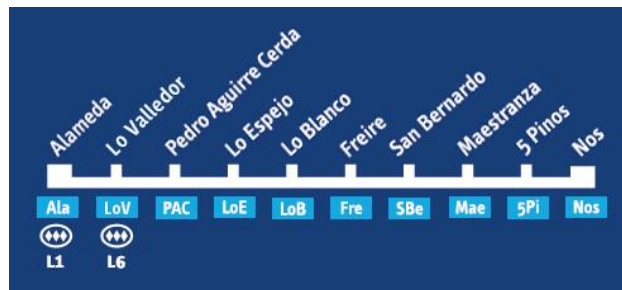 Alameda
Lo Valledor
Pedro Aguirre Cerda
Lo Espejo
Lo Blanco
Freire
San Bernardo
Maestranza
5 Pinos
Nos
Ala LoV PAC LoE LoB Fre SBe Mae 5Pi Nos
L1 L6